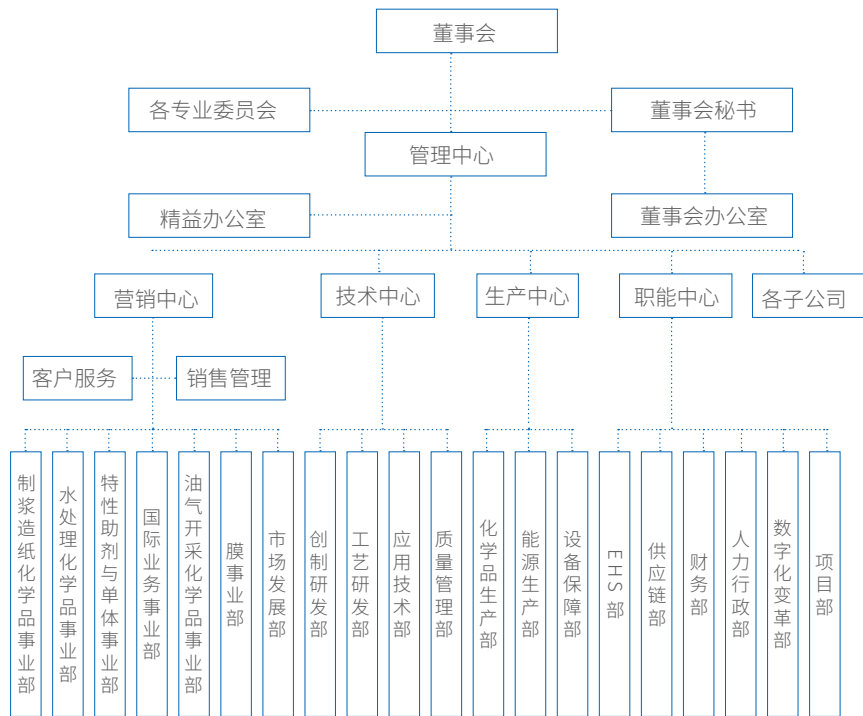 董事会
各专业委员会
董事会秘书
管理中心
精益办公室
董事会办公室
营销中心
技术中心
生产中心
职能中心
各子公司
客户服务
销售管理
制浆造纸化学品事业部
水处理化学品事业部
特性助剂与单体事业部
国际业务事业部
油气开采化学品事业部
膜事业部
市场发展部
创制研发部
工艺研发部
应用技术部
质量管理部
化学品生产部
能源生产部
设备保障部
EHS部
供应链部
财务部
人力行政部
数字化变革部
项目部